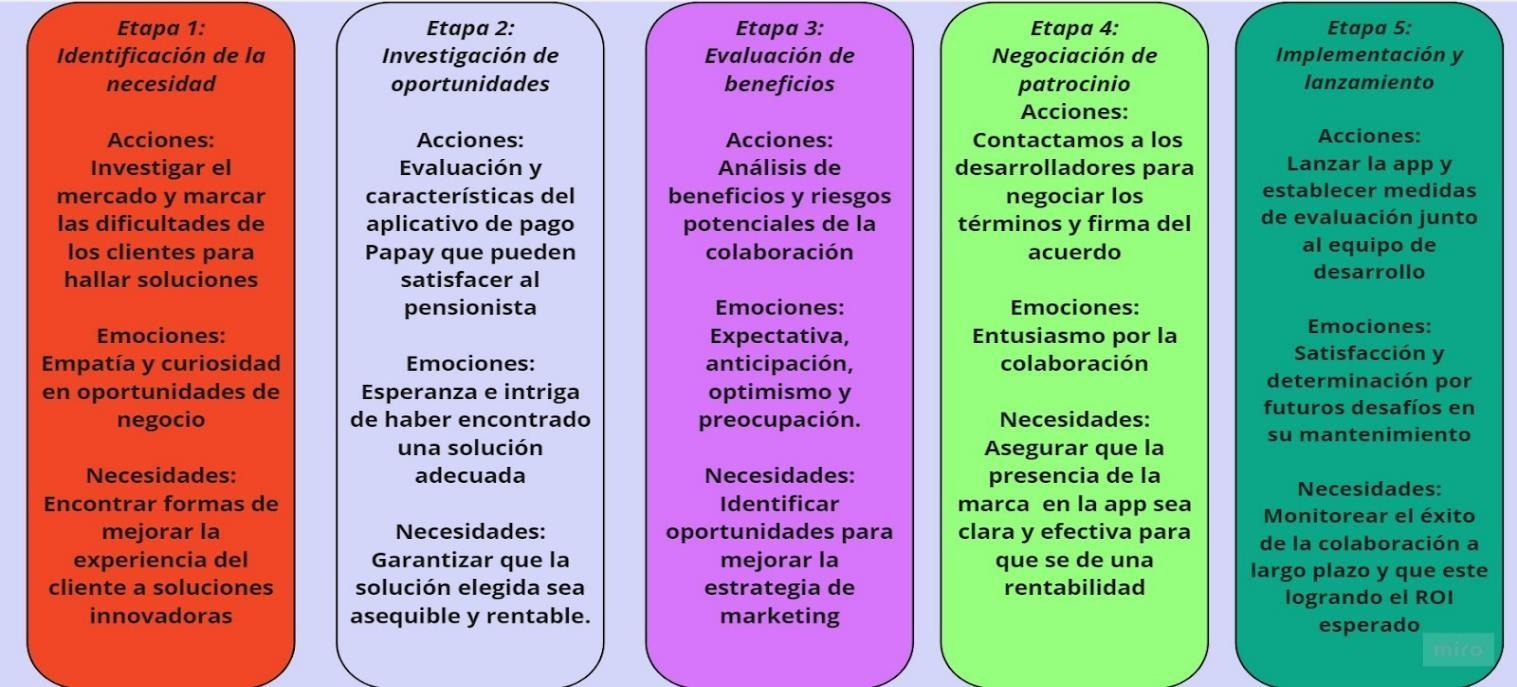 Etapa 1:
Identificación de la
necesidad
Acciones:
Investigar el
mercado y marcar
las dificultades de
los clientes para
hallar soluciones
Emociones:
Empatía y curiosidad
en oportunidades de
negocio
Necesidades:
Encontrar formas de
mejorar la
experiencia del
cliente a soluciones
innovadoras
Etapa 2:
Investigación de
oportunidades
Acciones:
Evaluación y
características del
aplicativo de pago
Papay que pueden
satisfacer al
pensionista
Emociones:
Esperanza e intriga
de haber encontrado
una solución
adecuada
Necesidades:
Garantizar que la
solución elegida sea
asequible y rentable.
Etapa 3:
Evaluación de
beneficios
Acciones:
Análisis de
beneficios y riesgos
potenciales de la
colaboración
Emociones:
Expectativa,
anticipación,
optimismo y
preocupación.
Necesidades:
Identificar
oportunidades para
mejorar la
estrategia de
marketing
Etapa 4:
Negociación de
patrocinio
Acciones:
Contactamos a los
desarrolladores para
negociar los
términos y firma del
acuerdo
Emociones:
Entusiasmo por la
colaboración
Necesidades:
Asegurar que la
presencia de la
marca en la app sea
clara y efectiva para
que se de una
rentabilidad
Etapa 5:
Implementación y
lanzamiento
Acciones:
Lanzar la app y
establecer medidas
de evaluación junto
al equipo de
desarrollo
Emociones:
Satisfacción y
determinación por
futuros desafíos en
su mantenimiento
Necesidades:
Monitorear el éxito
de la colaboración a
largo plazo y que este
logrando el ROI
esperado
miro